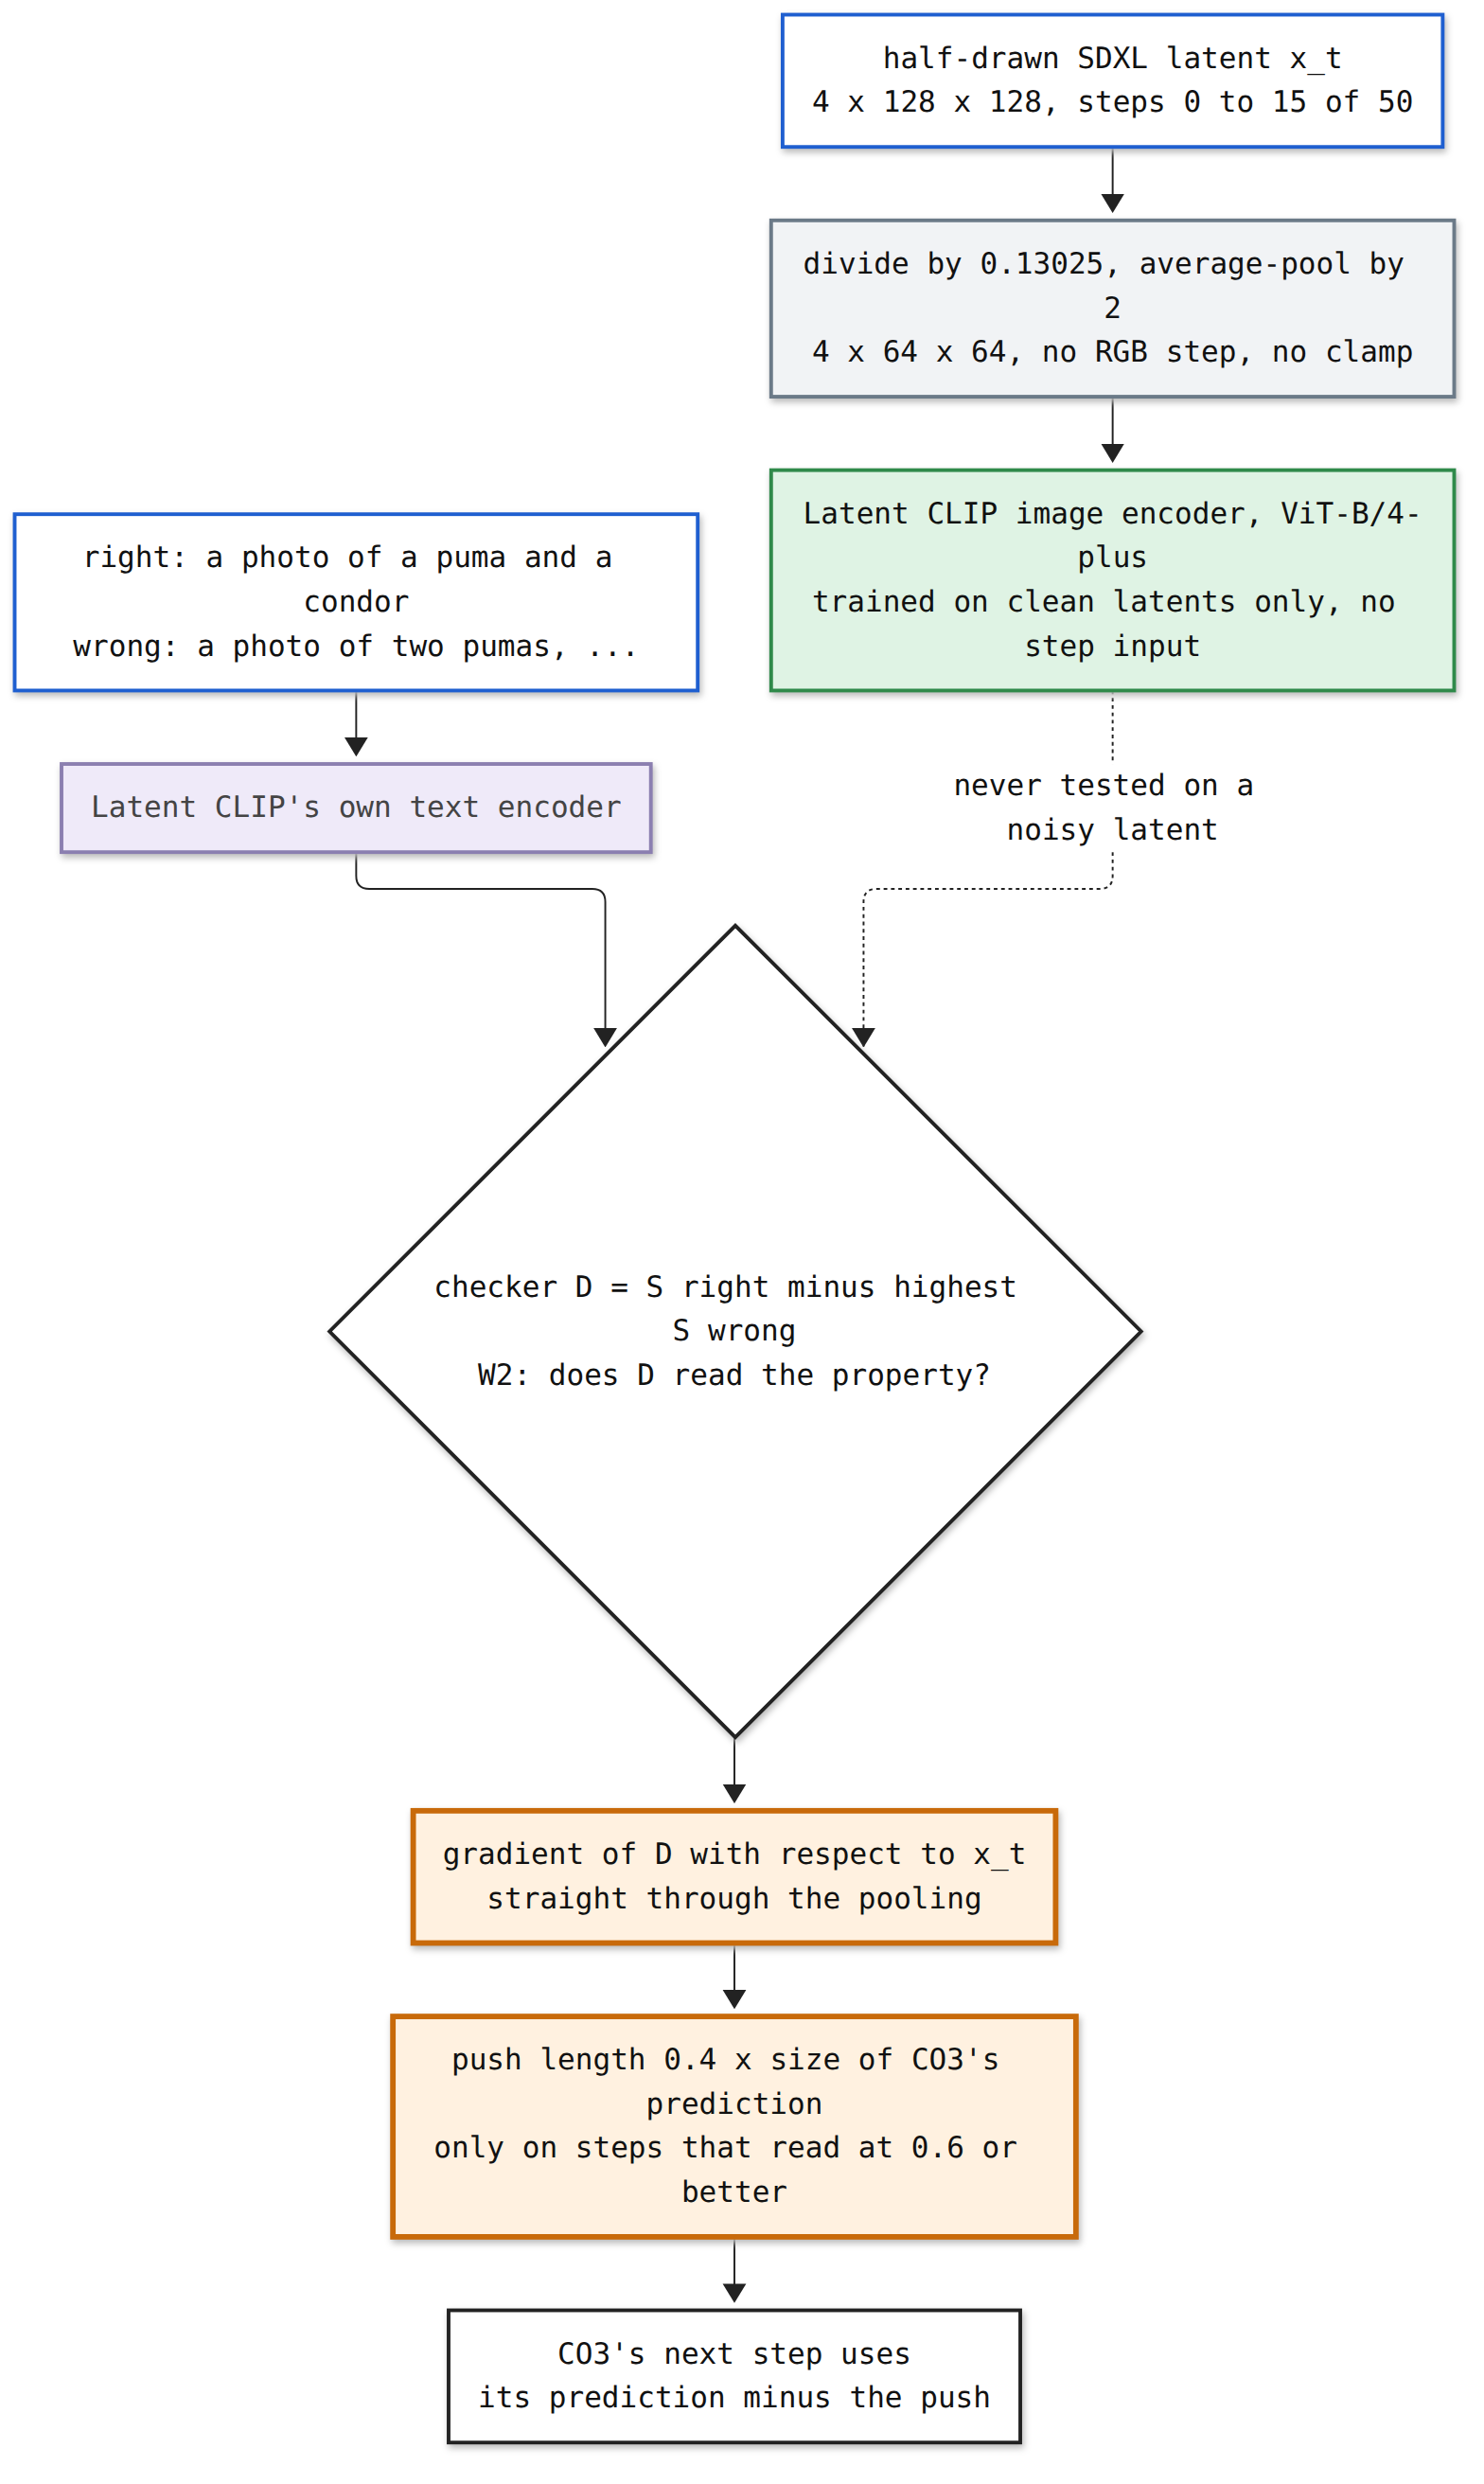 half-drawn SDXL latent x_t
4 x 128 x 128, steps 0 to 15 of 50
divide by 0.13025, average-pool by
2
4 x 64 x 64, no RGB step, no clamp
Latent CLIP image encoder, ViT-B/4-
plus
trained on clean latents only, no
step input
right: a photo of a puma and a
condor
wrong: a photo of two pumas, ...
Latent CLIP's own text encoder
never tested on a
noisy latent
checker D = S right minus highest
S wrong
W2: does D read the property?
gradient of D with respect to x_t
straight through the pooling
push length 0.4 x size of CO3's
prediction
only on steps that read at 0.6 or
better
CO3's next step uses
its prediction minus the push